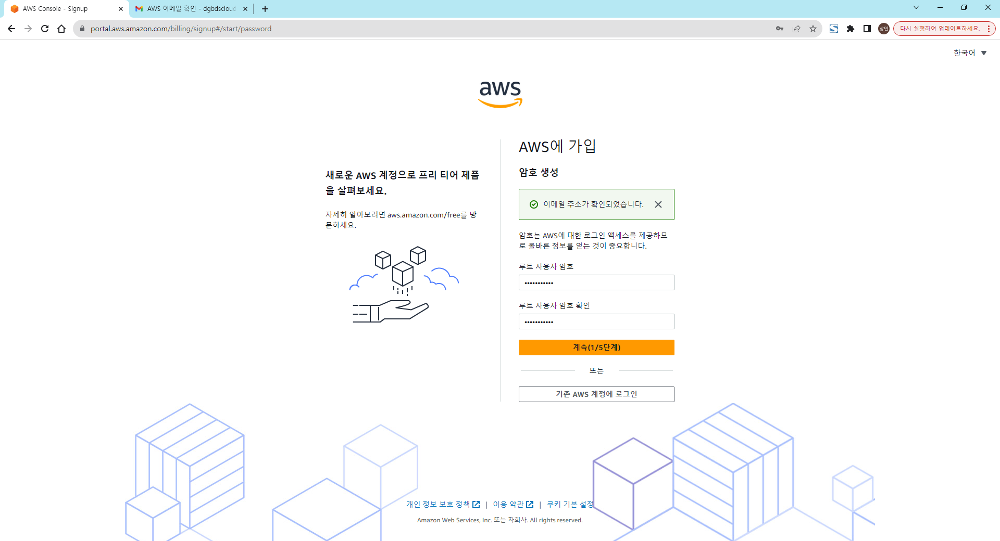 AWS Console - Signup
AWS 이메일 확인 - dgbdscloud
portal.aws.amazon.com/billing/signup#/start/password
상민
다시 실행하여 업데이트하세요.
한국어
aws
새로운 AWS 계정으로 프리 티어 제품
을 살펴보세요.
자세히 알아보려면 aws.amazon.com/free를 방
문하세요.
AWS에 가입
암호 생성
이메일 주소가 확인되었습니다.
암호는 AWS에 대한 로그인 액세스를 제공하므
로 올바른 정보를 얻는 것이 중요합니다.
루트 사용자 암호
•••••••••••
루트 사용자 암호 확인
•••••••••••
계속(1/5단계)
또는
기존 AWS 계정에 로그인
개인 정보 보호 정책 | 이용 약관 | 쿠키 기본 설정
Amazon Web Services, Inc. 또는 자회사. All rights reserved.